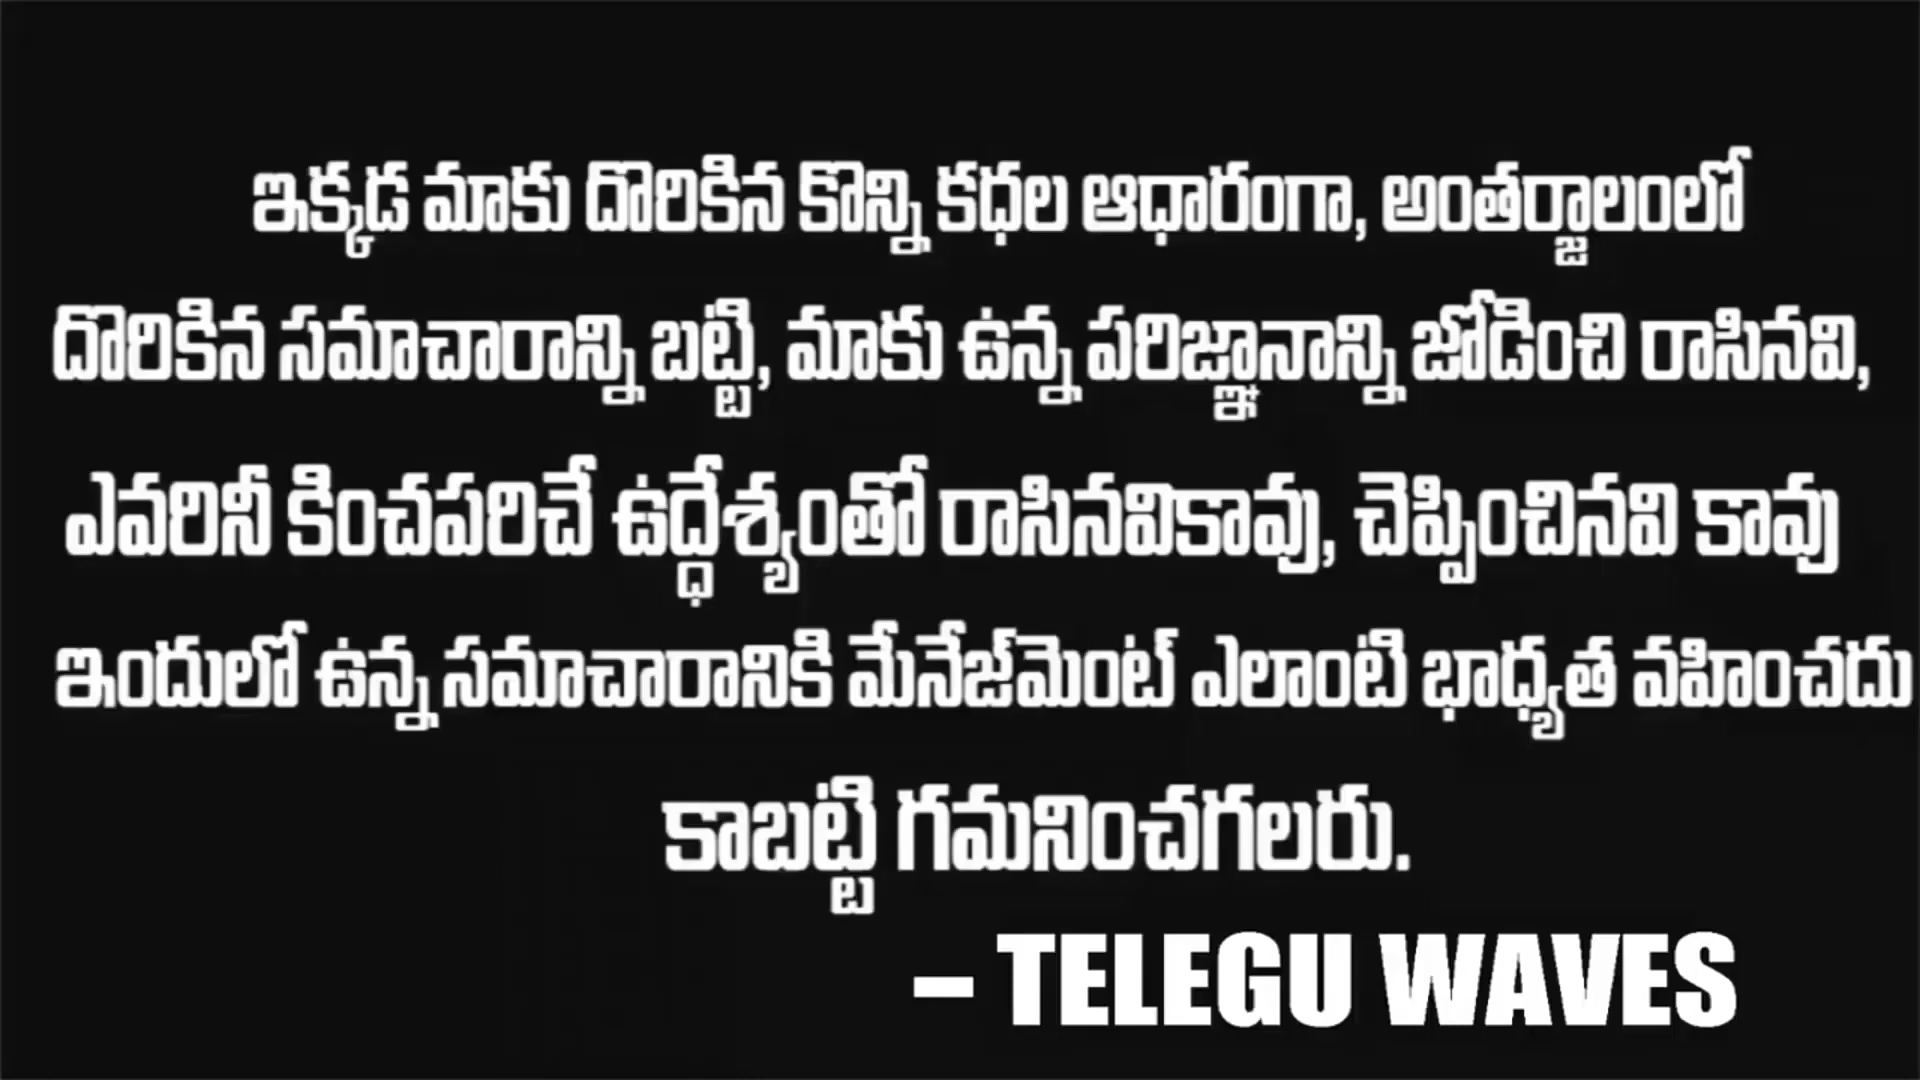 ఇక్కడ మాకు దొరికిన కొన్ని కధల ఆధారంగా, అంతర్జాలంలో
దొరికిన సమాచారాన్ని బట్టి, మాకు ఉన్న పరిజ్ఞానాన్ని జోడించి రాసినవి,
ఎవరినీ కించపరిచే ఉద్ధేశ్యంతో రాసినవికావు, చెప్పించినవి కావు
ఇందులో ఉన్న సమాచారానికి మేనేజ్‌మెంట్ ఎలాంటి భాధ్యత వహించదు
కాబట్టి గమనించగలరు.
– TELEGU WAVES